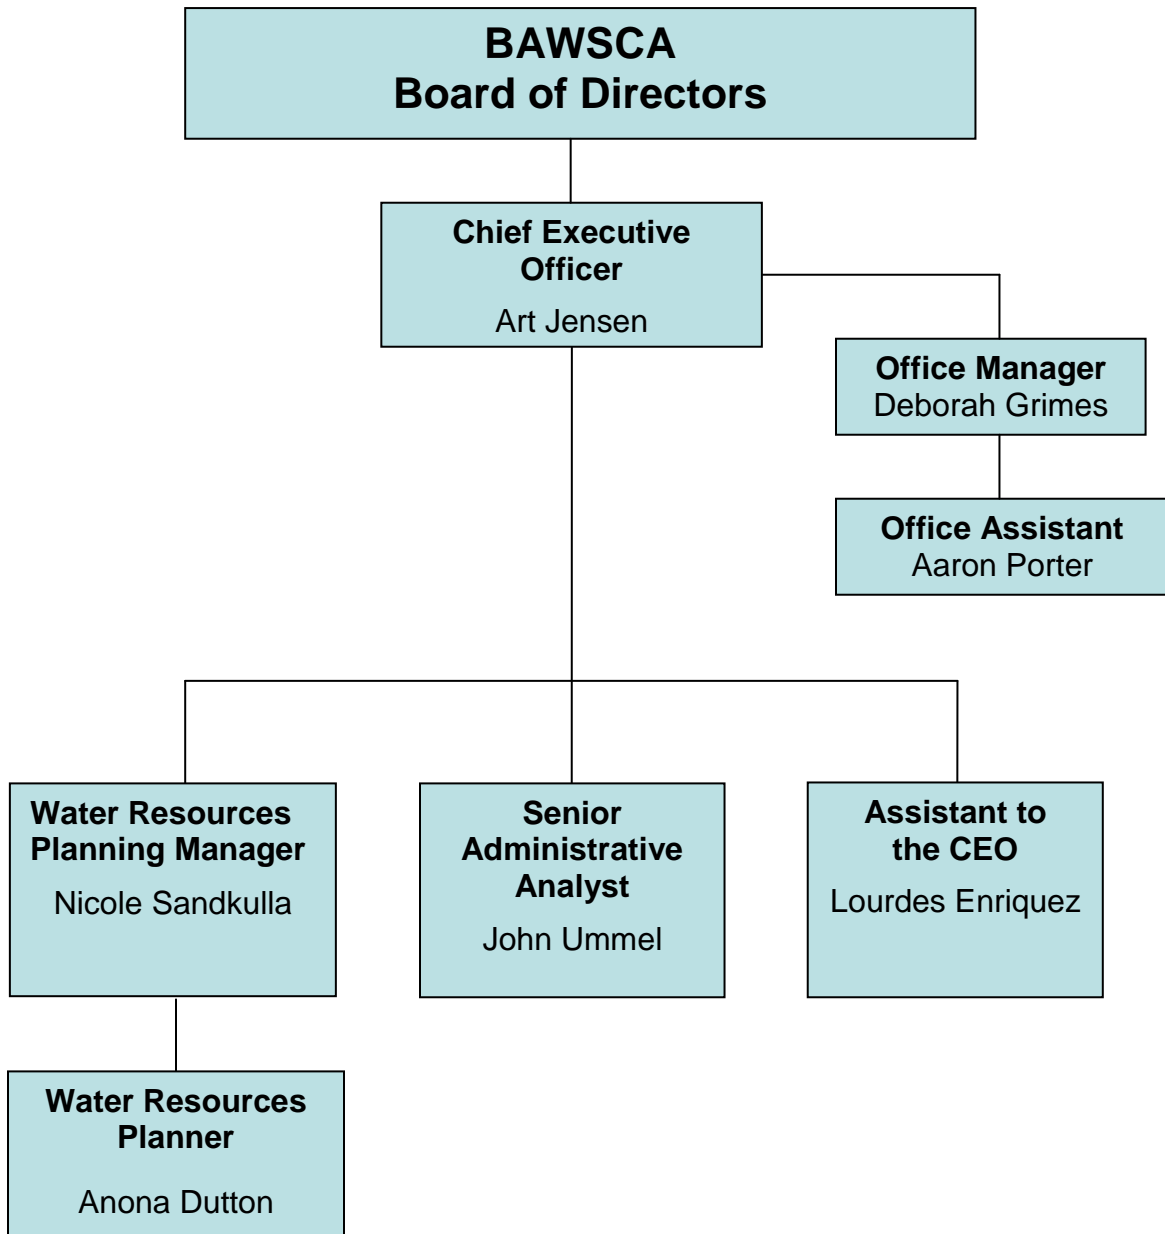 BAWSCA
Board of Directors
Chief Executive
Officer
Art Jensen
Office Manager
Deborah Grimes
Office Assistant
Aaron Porter
Water Resources
Planning Manager
Nicole Sandkulla
Senior
Administrative
Analyst
John Ummel
Assistant to
the CEO
Lourdes Enriquez
Water Resources
Planner
Anona Dutton